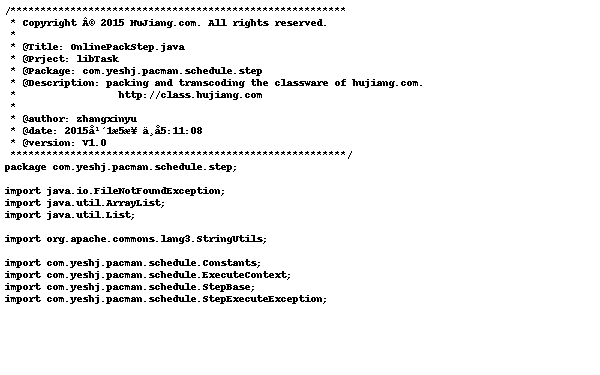 /********************************************************
 * Copyright Â© 2015 HuJiang.com. All rights reserved.
 *
 * @Title: OnlinePackStep.java
 * @Prject: libTask
 * @Package: com.yeshj.pacman.schedule.step
 * @Description: packing and transcoding the classware of hujiang.com.
 *                 http://class.hujiang.com
 *
 * @author: zhangxinyu
 * @date: 2015å¹´1æ5æ¥ ä¸å5:11:08
 * @version: V1.0
 ********************************************************/
package com.yeshj.pacman.schedule.step;

import java.io.FileNotFoundException;
import java.util.ArrayList;
import java.util.List;

import org.apache.commons.lang3.StringUtils;

import com.yeshj.pacman.schedule.Constants;
import com.yeshj.pacman.schedule.ExecuteContext;
import com.yeshj.pacman.schedule.StepBase;
import com.yeshj.pacman.schedule.StepExecuteException;